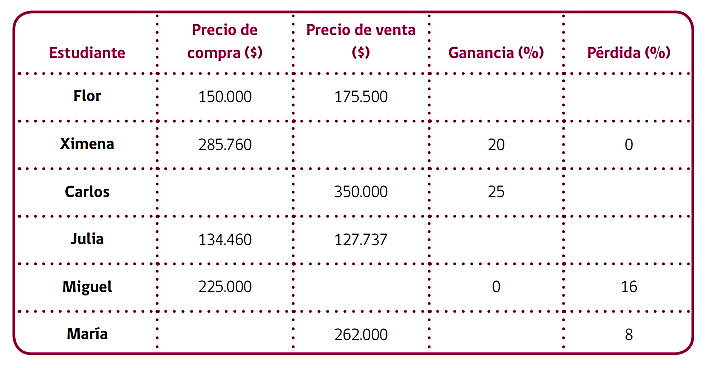 Estudiante Precio de compra ($) Precio de venta ($) Ganancia (%) Pérdida (%)
Flor 150.000 175.500
Ximena 285.760 20 0
Carlos 350.000 25
Julia 134.460 127.737
Miguel 225.000 0 16
María 262.000 8